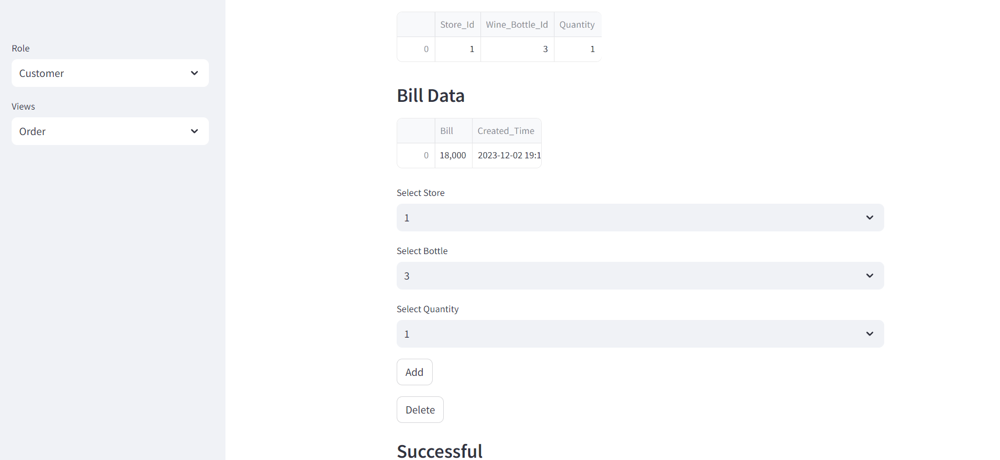 Role
Customer
Views
Order
Store_Id Wine_Bottle_Id Quantity
0 1 3 1
Bill Data
Bill Created_Time
0 18,000 2023-12-02 19:1
Select Store
1
Select Bottle
3
Select Quantity
1
Add
Delete
Successful